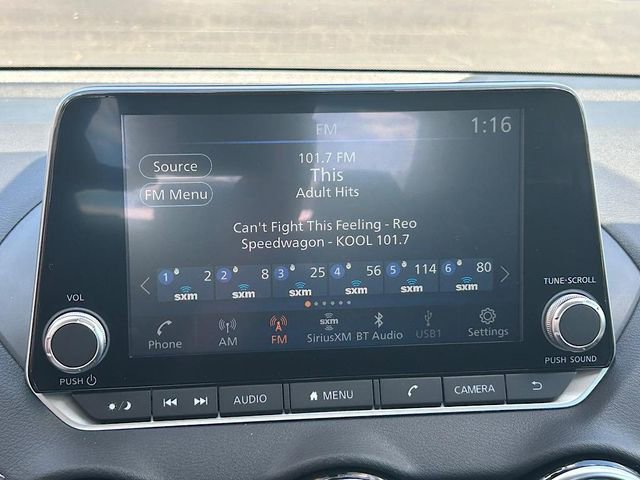 FM
1:16
Source
FM Menu
101.7 FM
This
Adult Hits
Can't Fight This Feeling - Reo
Speedwagon - KOOL 101.7
1 2 sxm
2 8 sxm
3 25 sxm
4 56 sxm
5 114 sxm
6 80 sxm
Phone
AM
FM
sxm
SiriusXM
BT Audio
USB1
Settings
VOL
PUSH
TUNE·SCROLL
PUSH SOUND
AUDIO
MENU
CAMERA